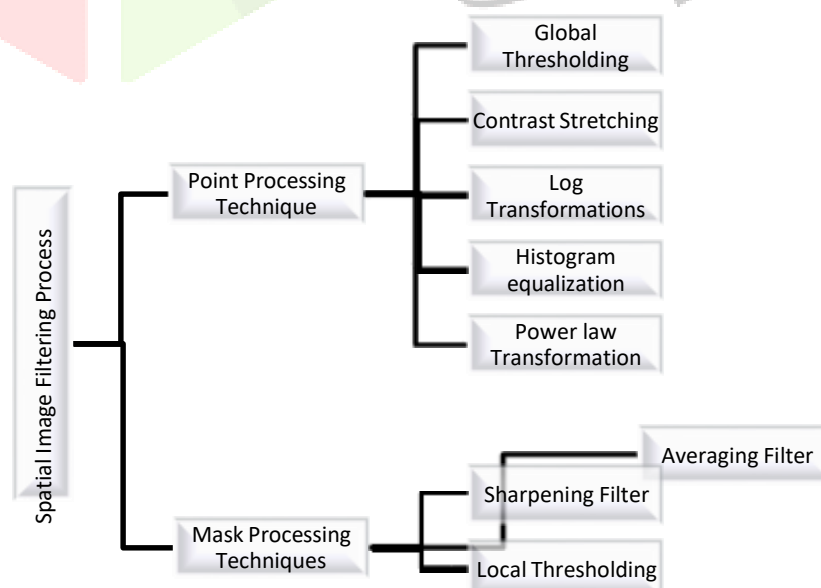 Spatial Image Filtering Process
Point Processing
Technique
Global
Thresholding
Contrast Stretching
Log
Transformations
Histogram
equalization
Power law
Transformation
Mask Processing
Techniques
Averaging Filter
Sharpening Filter
Local Thresholding